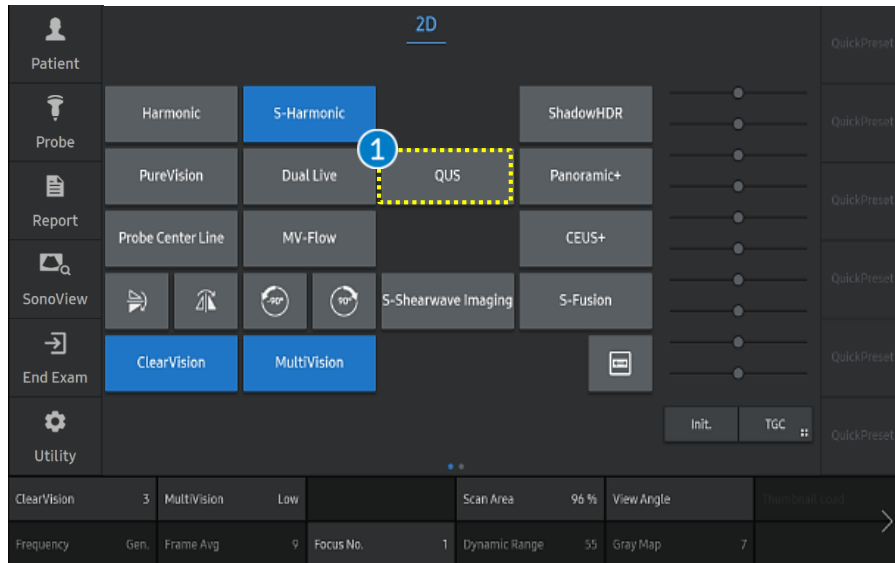 2D
Patient
Probe
Report
SonoView
End Exam
Utility
Harmonic
S-Harmonic
ShadowHDR
1
PureVision
Dual Live
QUS
Panoramic+
Probe Center Line
MV-Flow
CEUS+
-90°
90°
S-Shearwave Imaging
S-Fusion
ClearVision
MultiVision
Init.
TGC
QuickPreset
QuickPreset
QuickPreset
QuickPreset
QuickPreset
QuickPreset
ClearVision 3
MultiVision Low
Scan Area 96 %
View Angle
Thumbnail Load
Frequency Gen.
Frame Avg 9
Focus No. 1
Dynamic Range 55
Gray Map 7